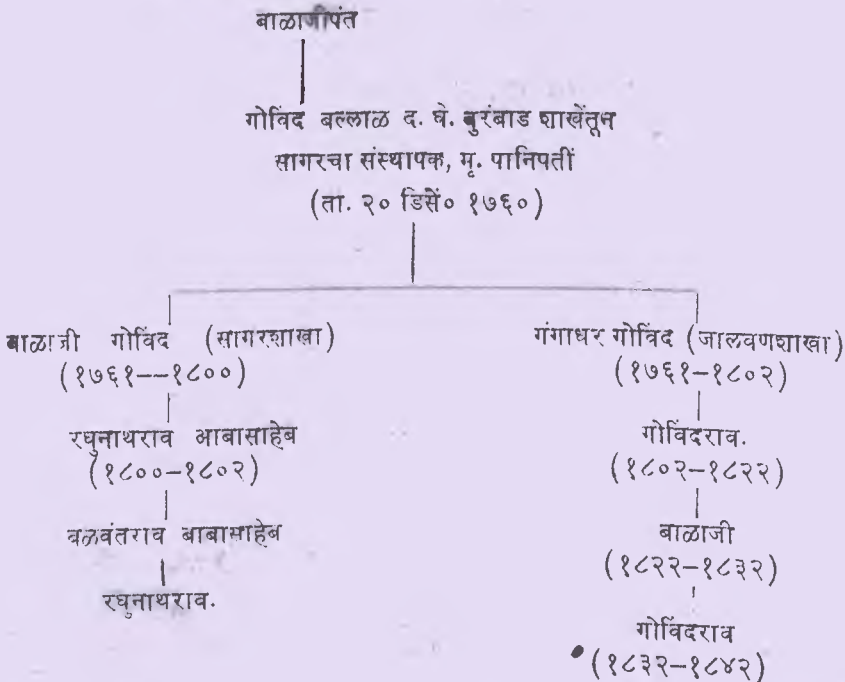 बाळाजीपंत
गोविंद बल्लाळ द. घे. बुरंबाड शाखेंतून
सागरचा संस्थापक, मृ. पानिपतीं
(ता. २० डिसें० १७६०)
बाळाजी गोविंद (सागरशाखा)
(१७६१--१८००)
रघुनाथराव आबासाहेब
(१८००-१८०२)
बळवंतराव बाबासाहेब
रघुनाथराव.
गंगाधर गोविंद (जालवणशाखा)
(१७६१-१८०२)
गोविंदराव.
(१८०२-१८२२)
बाळाजी
(१८२२-१८३२)
गोविंदराव
(१८३२-१८४२)